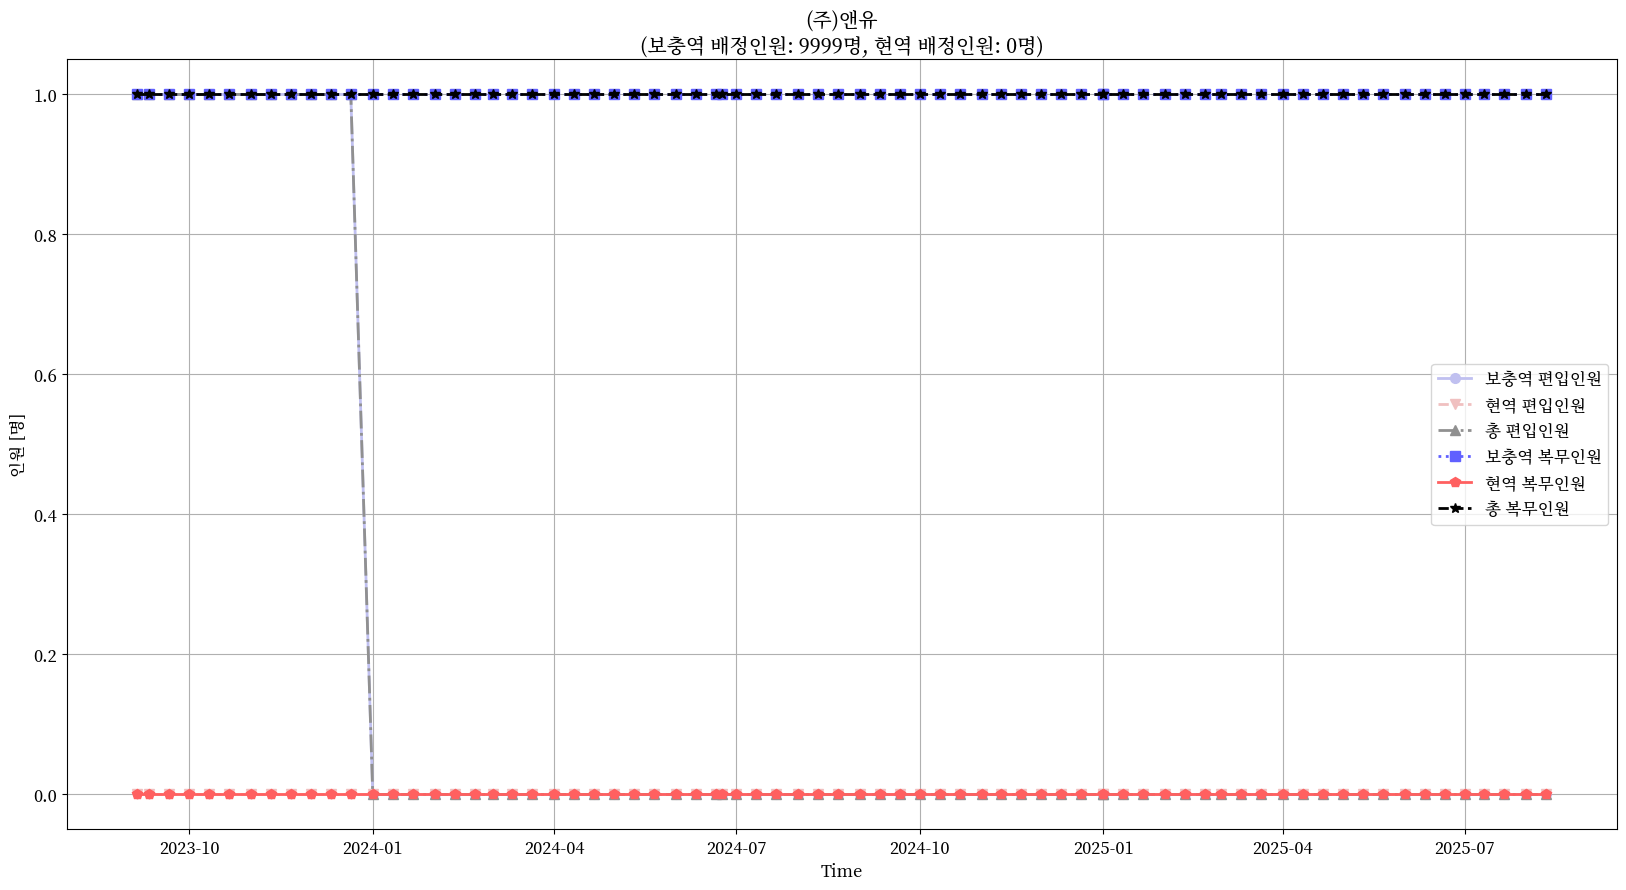 (주)앤유
(보충역 배정인원: 9999명, 현역 배정인원: 0명)
인원 [명]
1.0
0.8
0.6
0.4
0.2
0.0
보충역 편입인원
현역 편입인원
총 편입인원
보충역 복무인원
현역 복무인원
총 복무인원
2023-10
2024-01
2024-04
2024-07
2024-10
2025-01
2025-04
2025-07
Time